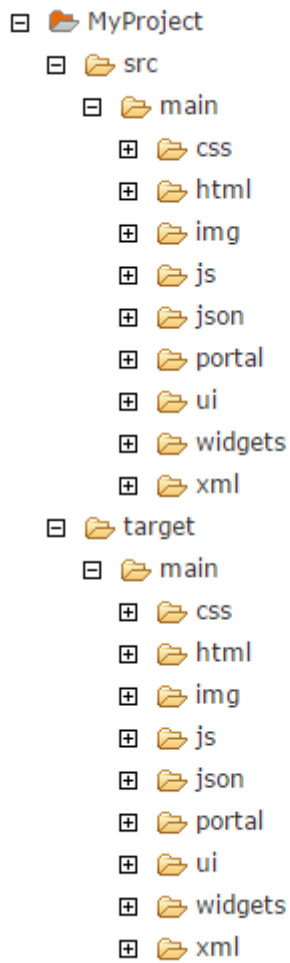 MyProject
src
main
css
html
img
js
json
portal
ui
widgets
xml
target
main
css
html
img
js
json
portal
ui
widgets
xml